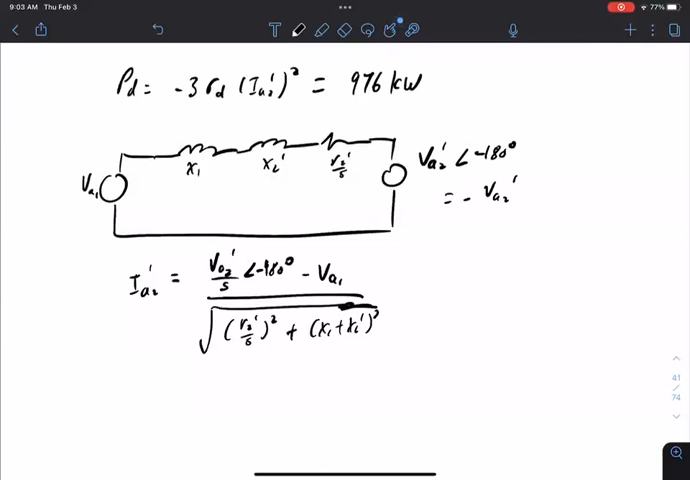 9:03 AM Thu Feb 3
77%
Pd = -3 rd (Ia2')² = 976 kW
Va1
x1
x2'
r2'/s
Va2' ∠-180°
= - Va2'
Ia2' = (Va2'/s ∠-180° - Va1) / √((r2'/s)² + (x1+x2')²)
41
/
74